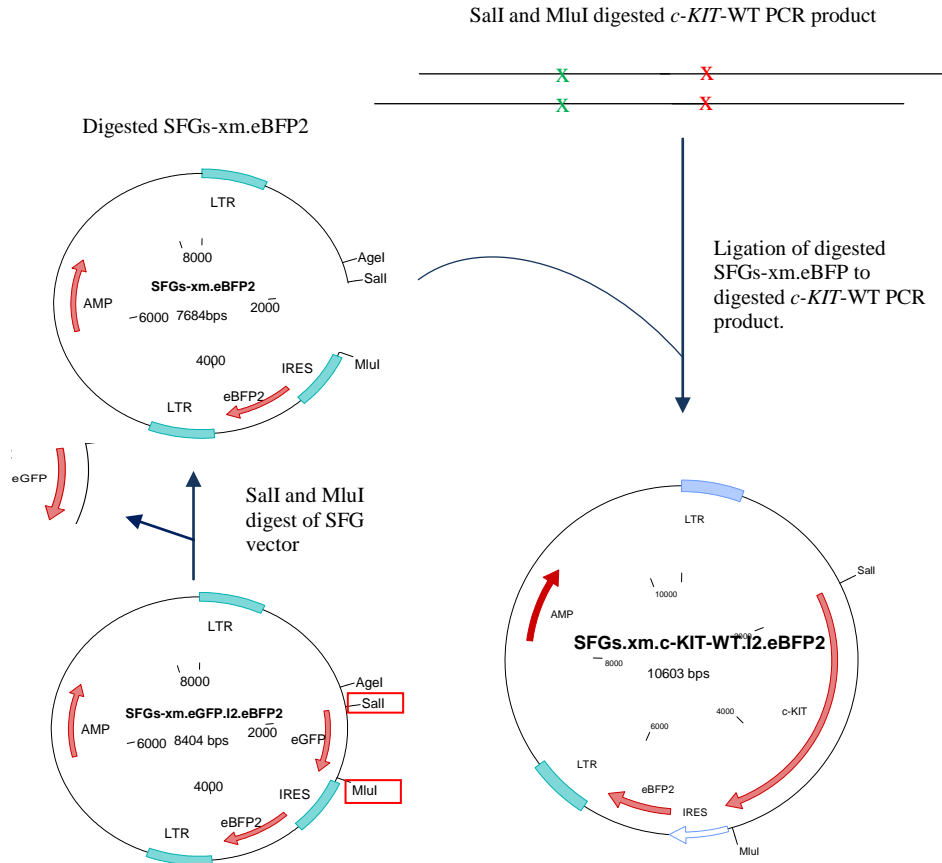 SalI and MluI digested c-KIT-WT PCR product
X
X
X
X
Digested SFGs-xm.eBFP2
LTR
AgeI
SalI
8000
SFGs-xm.eBFP2
AMP
6000
7684bps
2000
4000
IRES
MluI
eBFP2
LTR
Ligation of digested
SFGs-xm.eBFP to
digested c-KIT-WT PCR
product.
eGFP
SalI and MluI
digest of SFG
vector
LTR
AgeI
SalI
8000
SFGs-xm.eGFP.I2.eBFP2
AMP
6000
8404 bps
2000
eGFP
4000
IRES
MluI
eBFP2
LTR
LTR
SalI
10000
AMP
SFGs.xm.c-KIT-WT.I2.eBFP2
8000
10603 bps
c-KIT
4000
6000
LTR
eBFP2
IRES
MluI